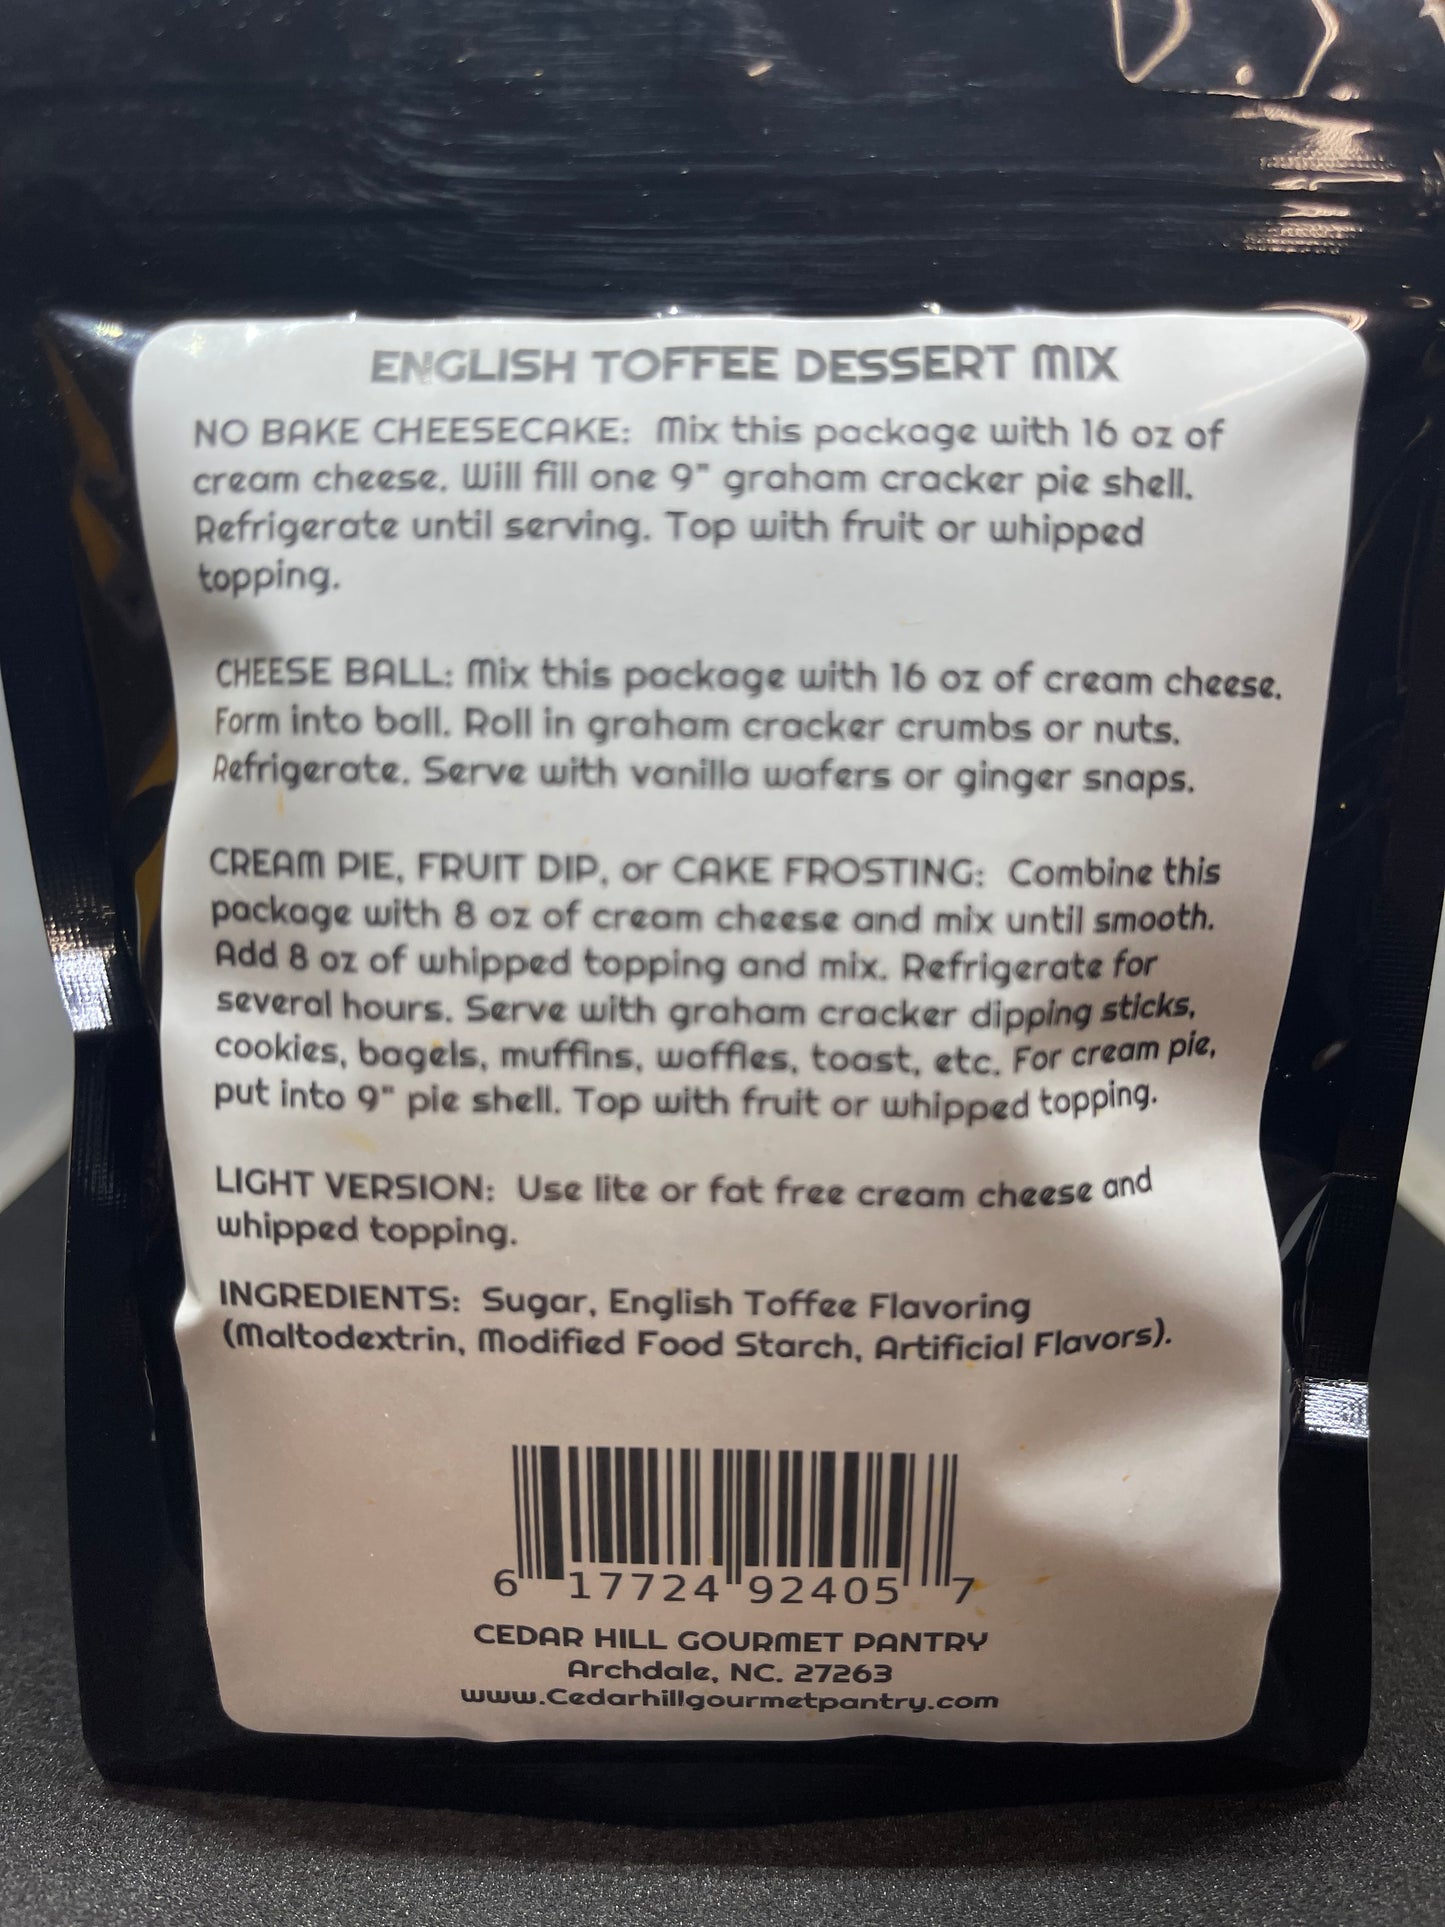 ENGLISH TOFFEE DESSERT MIX
NO BAKE CHEESECAKE: Mix this package with 16 oz of
cream cheese. Will fill one 9" graham cracker pie shell.
Refrigerate until serving. Top with fruit or whipped
topping.
CHEESE BALL: Mix this package with 16 oz of cream cheese.
Form into ball. Roll in graham cracker crumbs or nuts.
Refrigerate. Serve with vanilla wafers or ginger snaps.
CREAM PIE, FRUIT DIP, or CAKE FROSTING: Combine this
package with 8 oz of cream cheese and mix until smooth.
Add 8 oz of whipped topping and mix. Refrigerate for
several hours. Serve with graham cracker dipping sticks,
cookies, bagels, muffins, waffles, toast, etc. For cream pie,
put into 9" pie shell. Top with fruit or whipped topping.
LIGHT VERSION: Use lite or fat free cream cheese and
whipped topping.
INGREDIENTS: Sugar, English Toffee Flavoring
(Maltodextrin, Modified Food Starch, Artificial Flavors).
6 17724 92405 7
CEDAR HILL GOURMET PANTRY
Archdale, NC. 27263
www.Cedarhillgourmetpantry.com